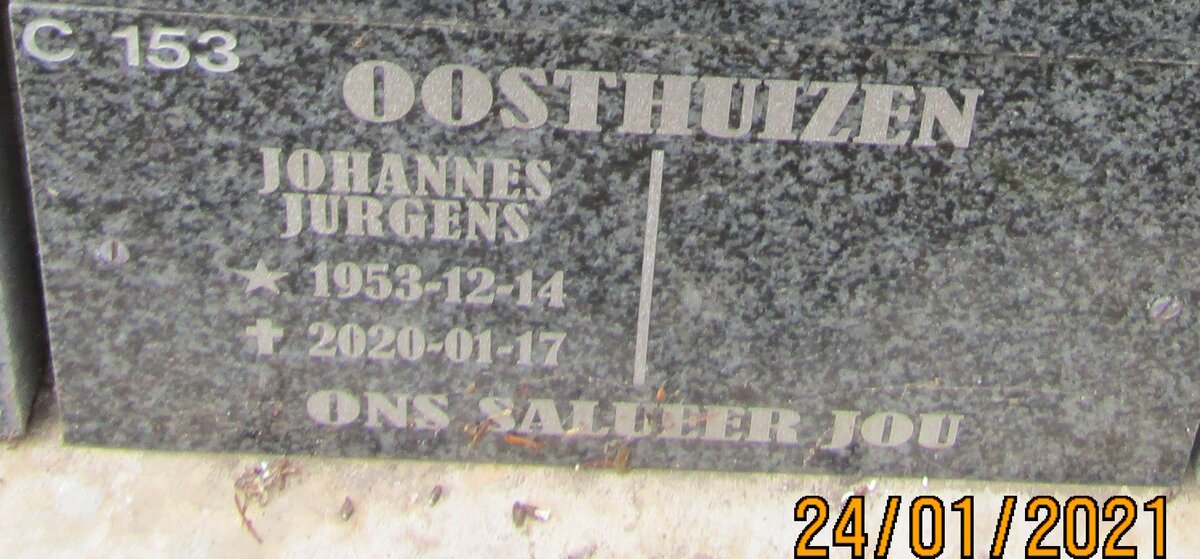 C 153
OOSTHUIZEN
JOHANNES
JURGENS
★ 1953-12-14
✝ 2020-01-17
ONS SALUEER JOU
24/01/2021